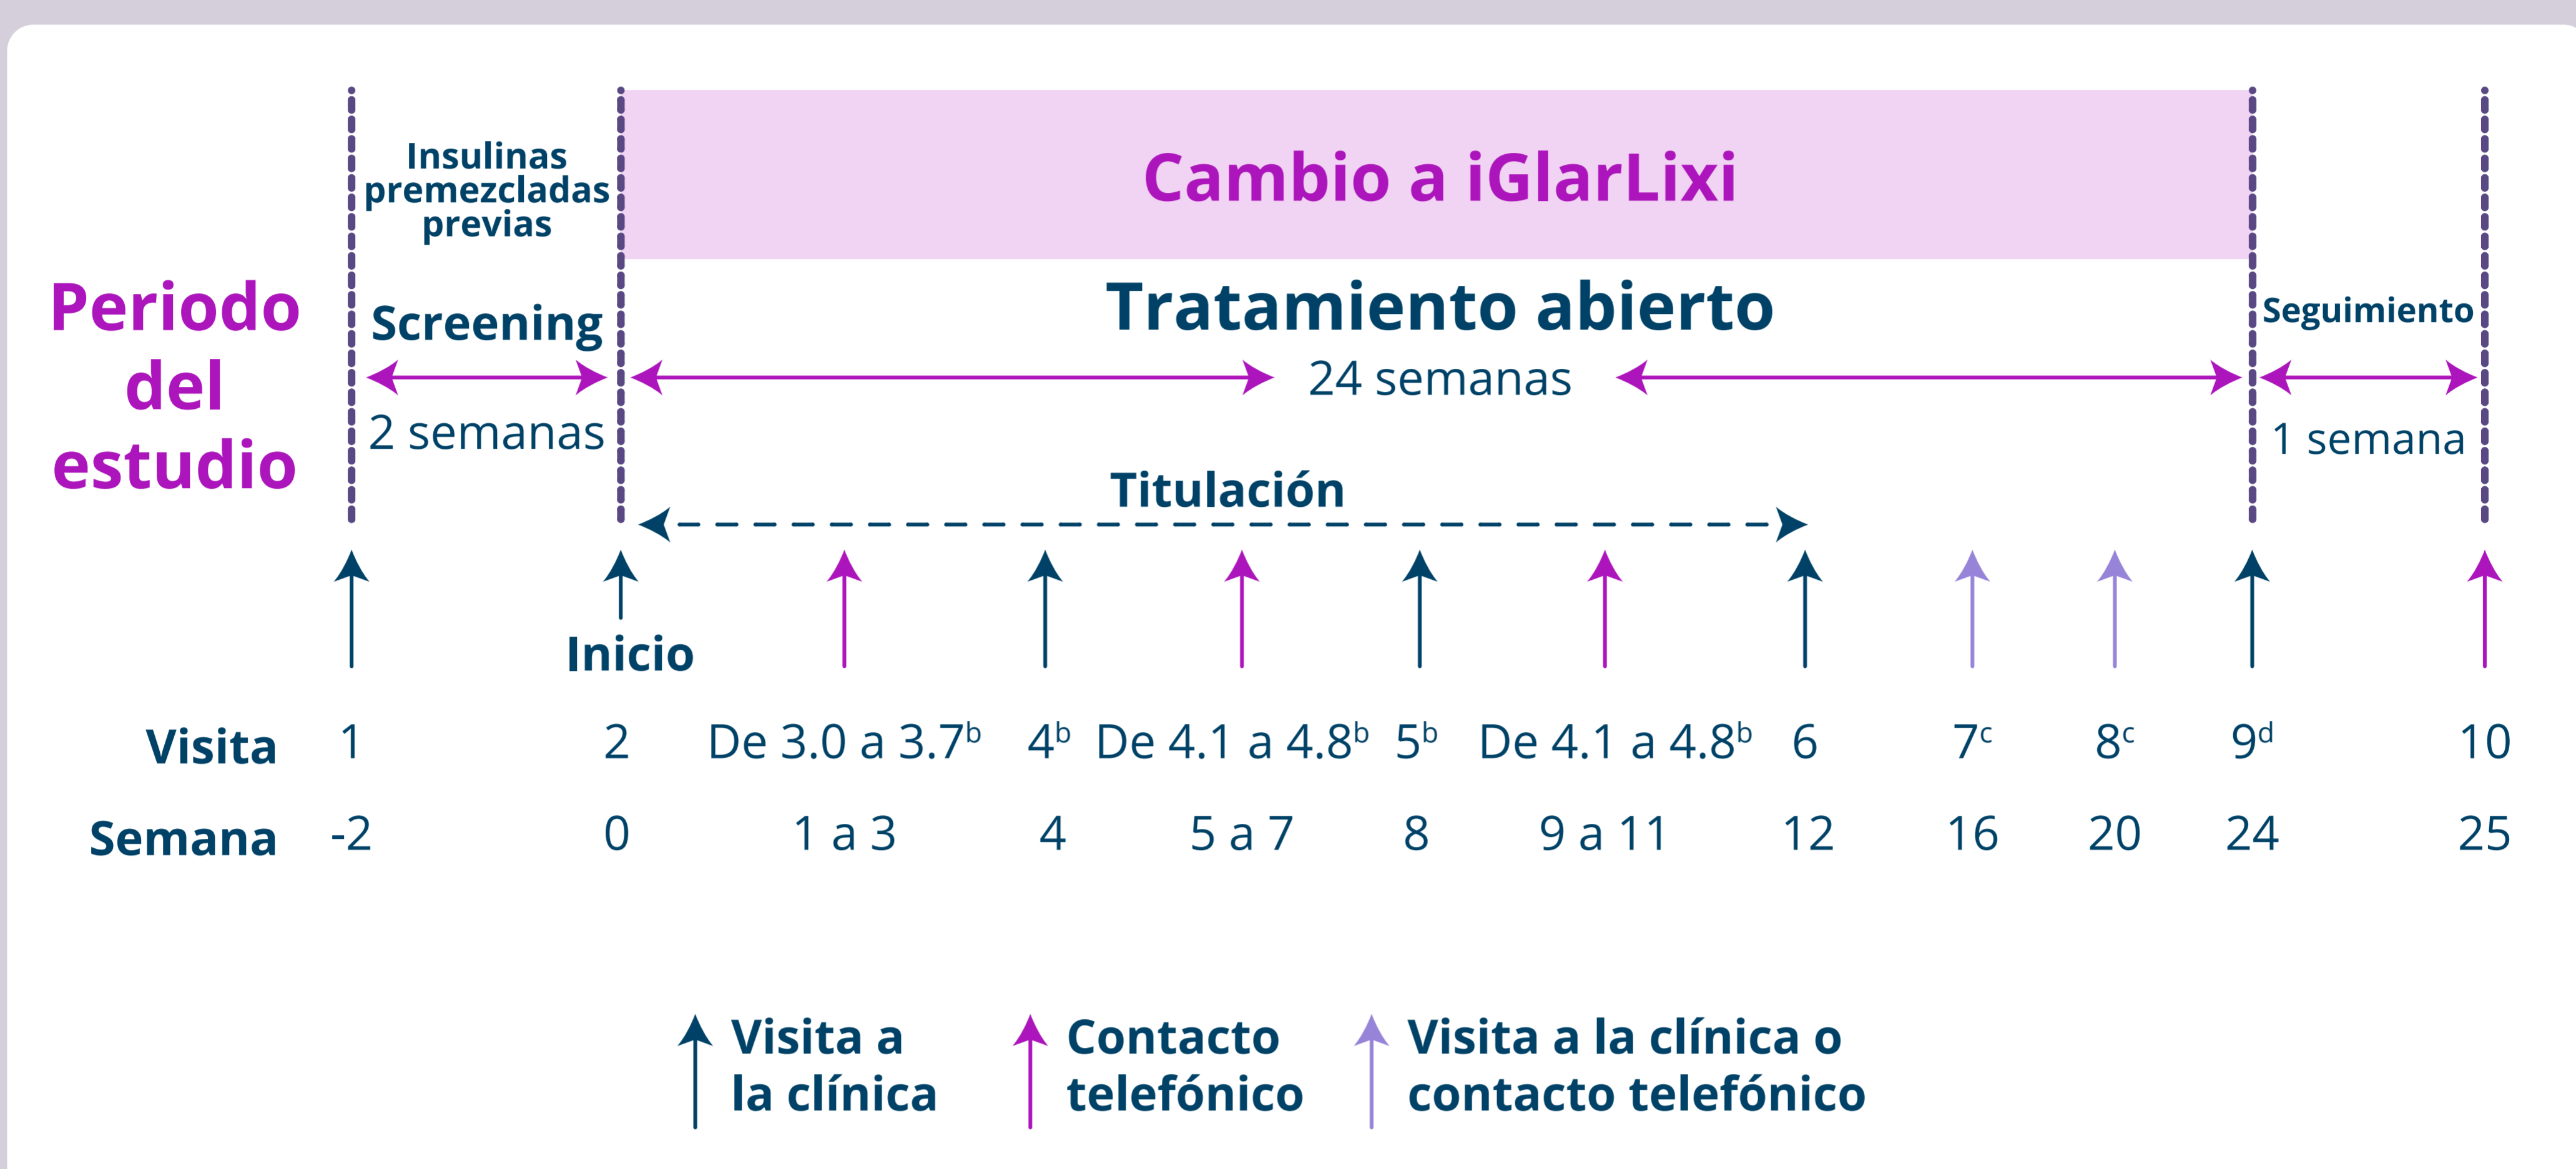 Insulinas
premezcladas
previas
Cambio a iGlarLixi
Periodo
del
estudio
Screening
2 semanas
Tratamiento abierto
24 semanas
Seguimiento
1 semana
Titulación
Inicio
Visita 1 2 De 3.0 a 3.7ᵇ 4ᵇ De 4.1 a 4.8ᵇ 5ᵇ De 4.1 a 4.8ᵇ 6 7ᶜ 8ᶜ 9ᵈ 10
Semana -2 0 1 a 3 4 5 a 7 8 9 a 11 12 16 20 24 25
Visita a
la clínica
Contacto
telefónico
Visita a la clínica o
contacto telefónico